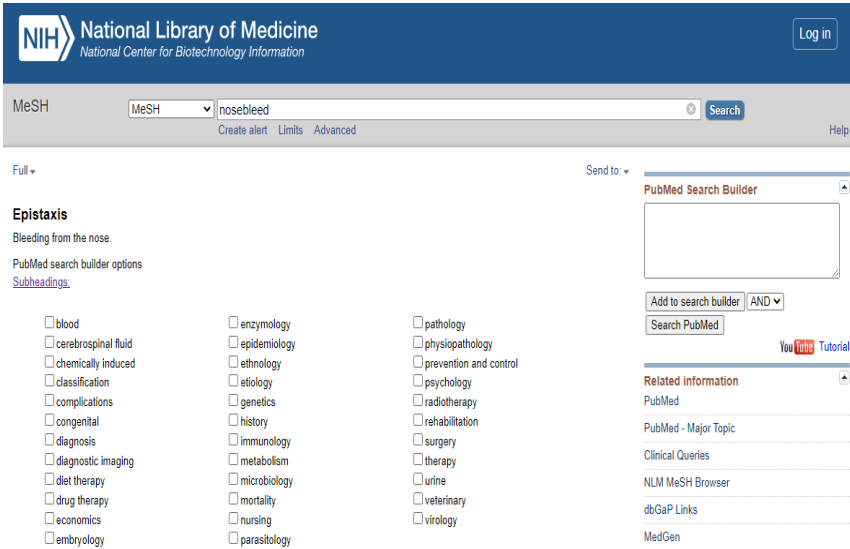 NIH
National Library of Medicine
National Center for Biotechnology Information
Log in
MeSH
MeSH
nosebleed
Search
Create alert Limits Advanced
Help
Full
Send to:
Epistaxis
Bleeding from the nose.
PubMed search builder options
Subheadings:
blood
cerebrospinal fluid
chemically induced
classification
complications
congenital
diagnosis
diagnostic imaging
diet therapy
drug therapy
economics
embryology
enzymology
epidemiology
ethnology
etiology
genetics
history
immunology
metabolism
microbiology
mortality
nursing
parasitology
pathology
physiopathology
prevention and control
psychology
radiotherapy
rehabilitation
surgery
therapy
urine
veterinary
virology
PubMed Search Builder
Add to search builder AND
Search PubMed
YouTube Tutorial
Related information
PubMed
PubMed - Major Topic
Clinical Queries
NLM MeSH Browser
dbGaP Links
MedGen